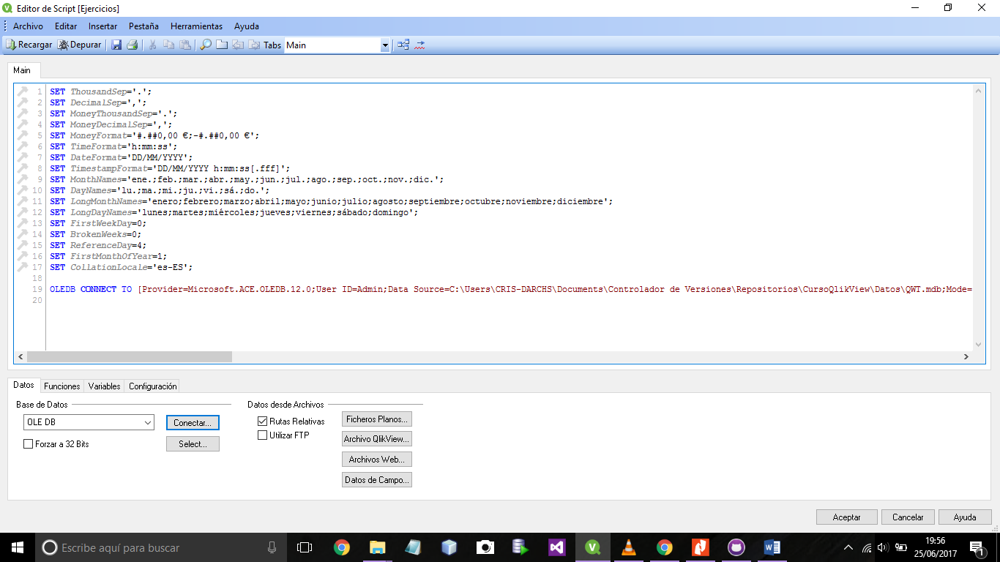 Editor de Script [Ejercicios]
Archivo Editar Insertar Pestaña Herramientas Ayuda
Recargar Depurar Tabs Main
Main
1 SET ThousandSep='.';
2 SET DecimalSep=',';
3 SET MoneyThousandSep='.';
4 SET MoneyDecimalSep=',';
5 SET MoneyFormat='#.##0,00 €;-#.##0,00 €';
6 SET TimeFormat='h:mm:ss';
7 SET DateFormat='DD/MM/YYYY';
8 SET TimestampFormat='DD/MM/YYYY h:mm:ss[.fff]';
9 SET MonthNames='ene.;feb.;mar.;abr.;may.;jun.;jul.;ago.;sep.;oct.;nov.;dic.';
10 SET DayNames='lu.;ma.;mi.;ju.;vi.;sá.;do.';
11 SET LongMonthNames='enero;febrero;marzo;abril;mayo;junio;julio;agosto;septiembre;octubre;noviembre;diciembre';
12 SET LongDayNames='lunes;martes;miércoles;jueves;viernes;sábado;domingo';
13 SET FirstWeekDay=0;
14 SET BrokenWeeks=0;
15 SET ReferenceDay=4;
16 SET FirstMonthOfYear=1;
17 SET CollationLocale='es-ES';
18
19 OLEDB CONNECT TO [Provider=Microsoft.ACE.OLEDB.12.0;User ID=Admin;Data Source=C:\Users\CRIS-DARCHS\Documents\Controlador de Versiones\Repositorios\CursoQlikView\Datos\QWT.mdb;Mode=
20
Datos Funciones Variables Configuración
Base de Datos
OLE DB Conectar...
Forzar a 32 Bits Select...
Datos desde Archivos
Rutas Relativas
Utilizar FTP
Ficheros Planos...
Archivo QlikView...
Archivos Web...
Datos de Campo...
Aceptar Cancelar Ayuda
Escribe aquí para buscar
19:56
25/06/2017
1